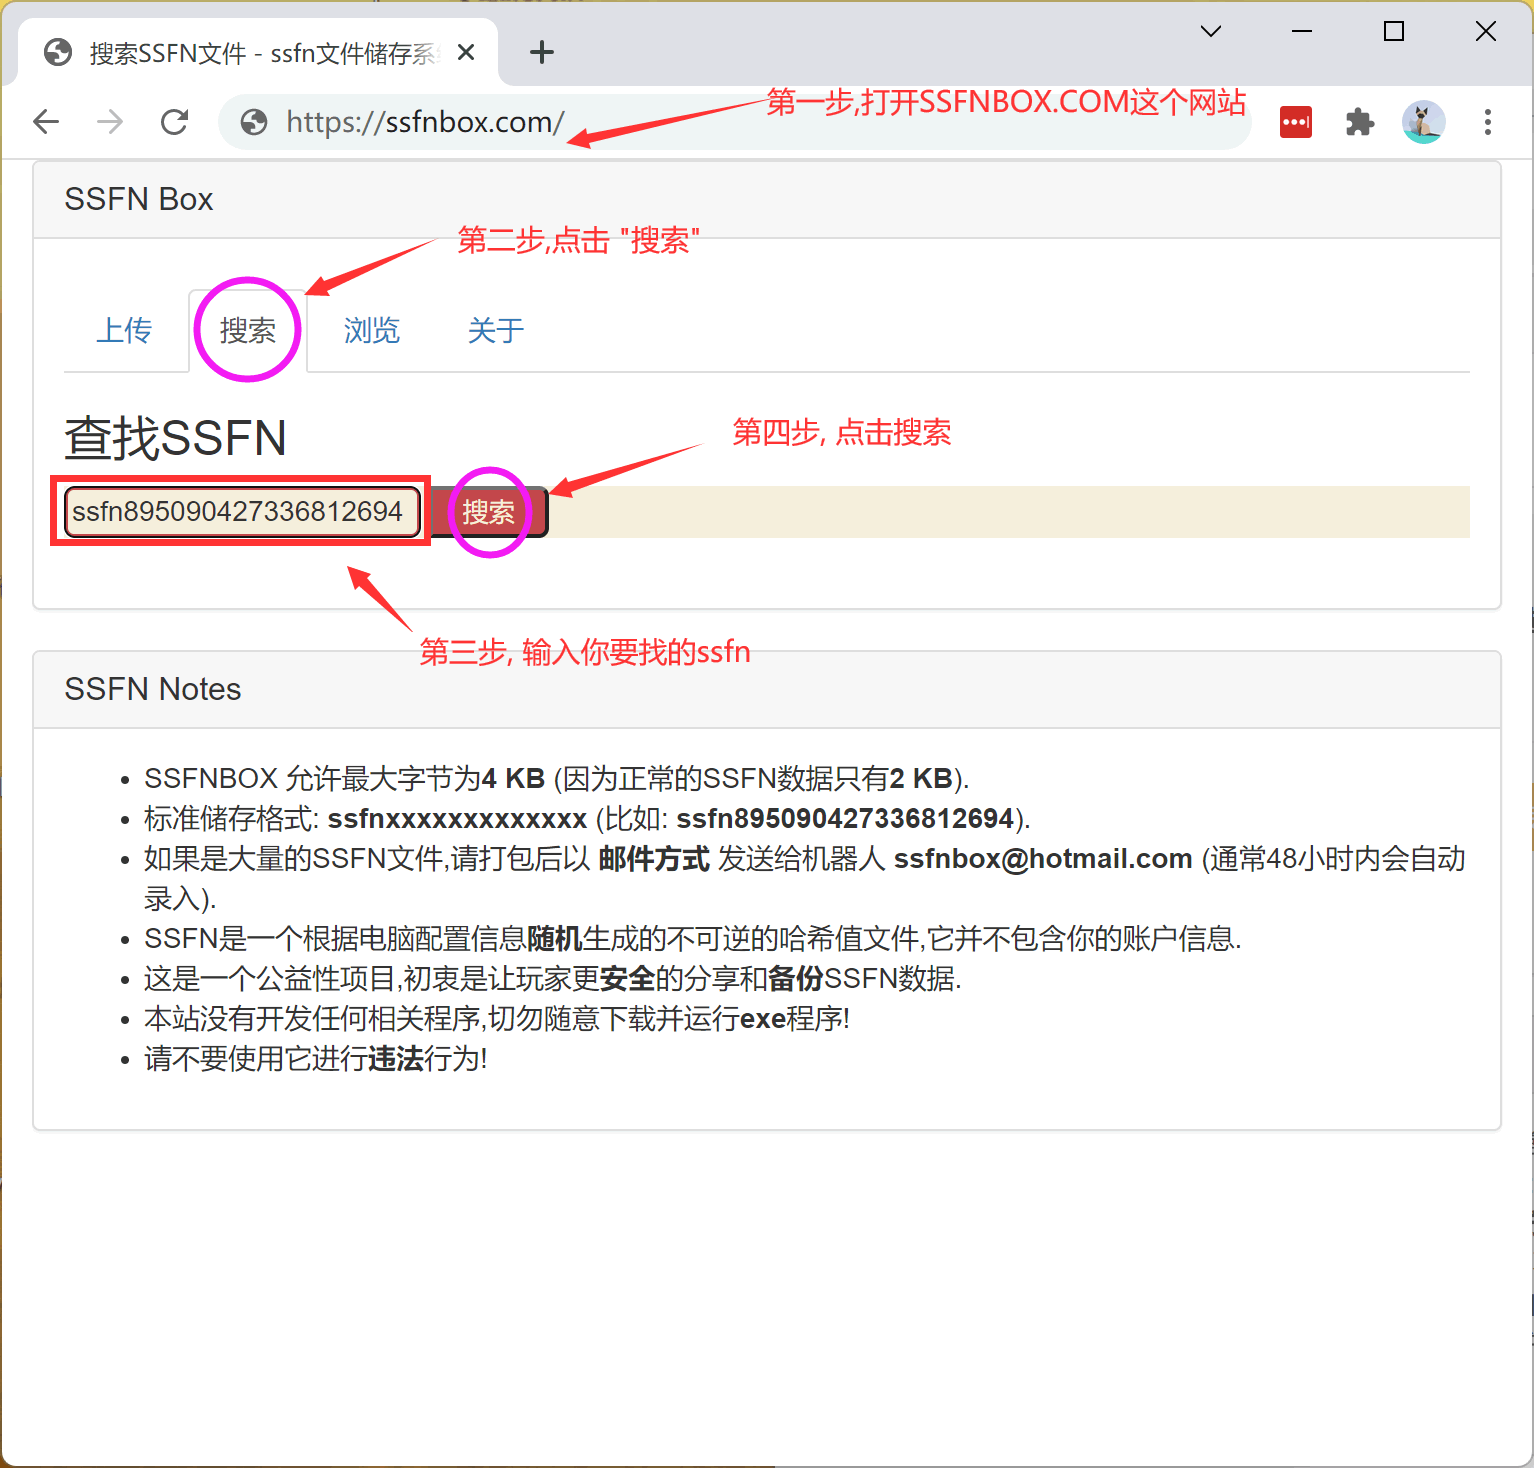 搜索SSFN文件 - ssfn文件储存系
https://ssfnbox.com/
第一步,打开SSFNBOX.COM这个网站
SSFN Box
第二步,点击 "搜索"
上传 搜索 浏览 关于
查找SSFN
第四步, 点击搜索
ssfn895090427336812694 搜索
第三步, 输入你要找的ssfn
SSFN Notes
SSFNBOX 允许最大字节为4 KB (因为正常的SSFN数据只有2 KB).
标准储存格式: ssfnxxxxxxxxxxxxx (比如: ssfn895090427336812694).
如果是大量的SSFN文件,请打包后以 邮件方式 发送给机器人 ssfnbox@hotmail.com (通常48小时内会自动
录入).
SSFN是一个根据电脑配置信息随机生成的不可逆的哈希值文件,它并不包含你的账户信息.
这是一个公益性项目,初衷是让玩家更安全的分享和备份SSFN数据.
本站没有开发任何相关程序,切勿随意下载并运行exe程序!
请不要使用它进行违法行为!